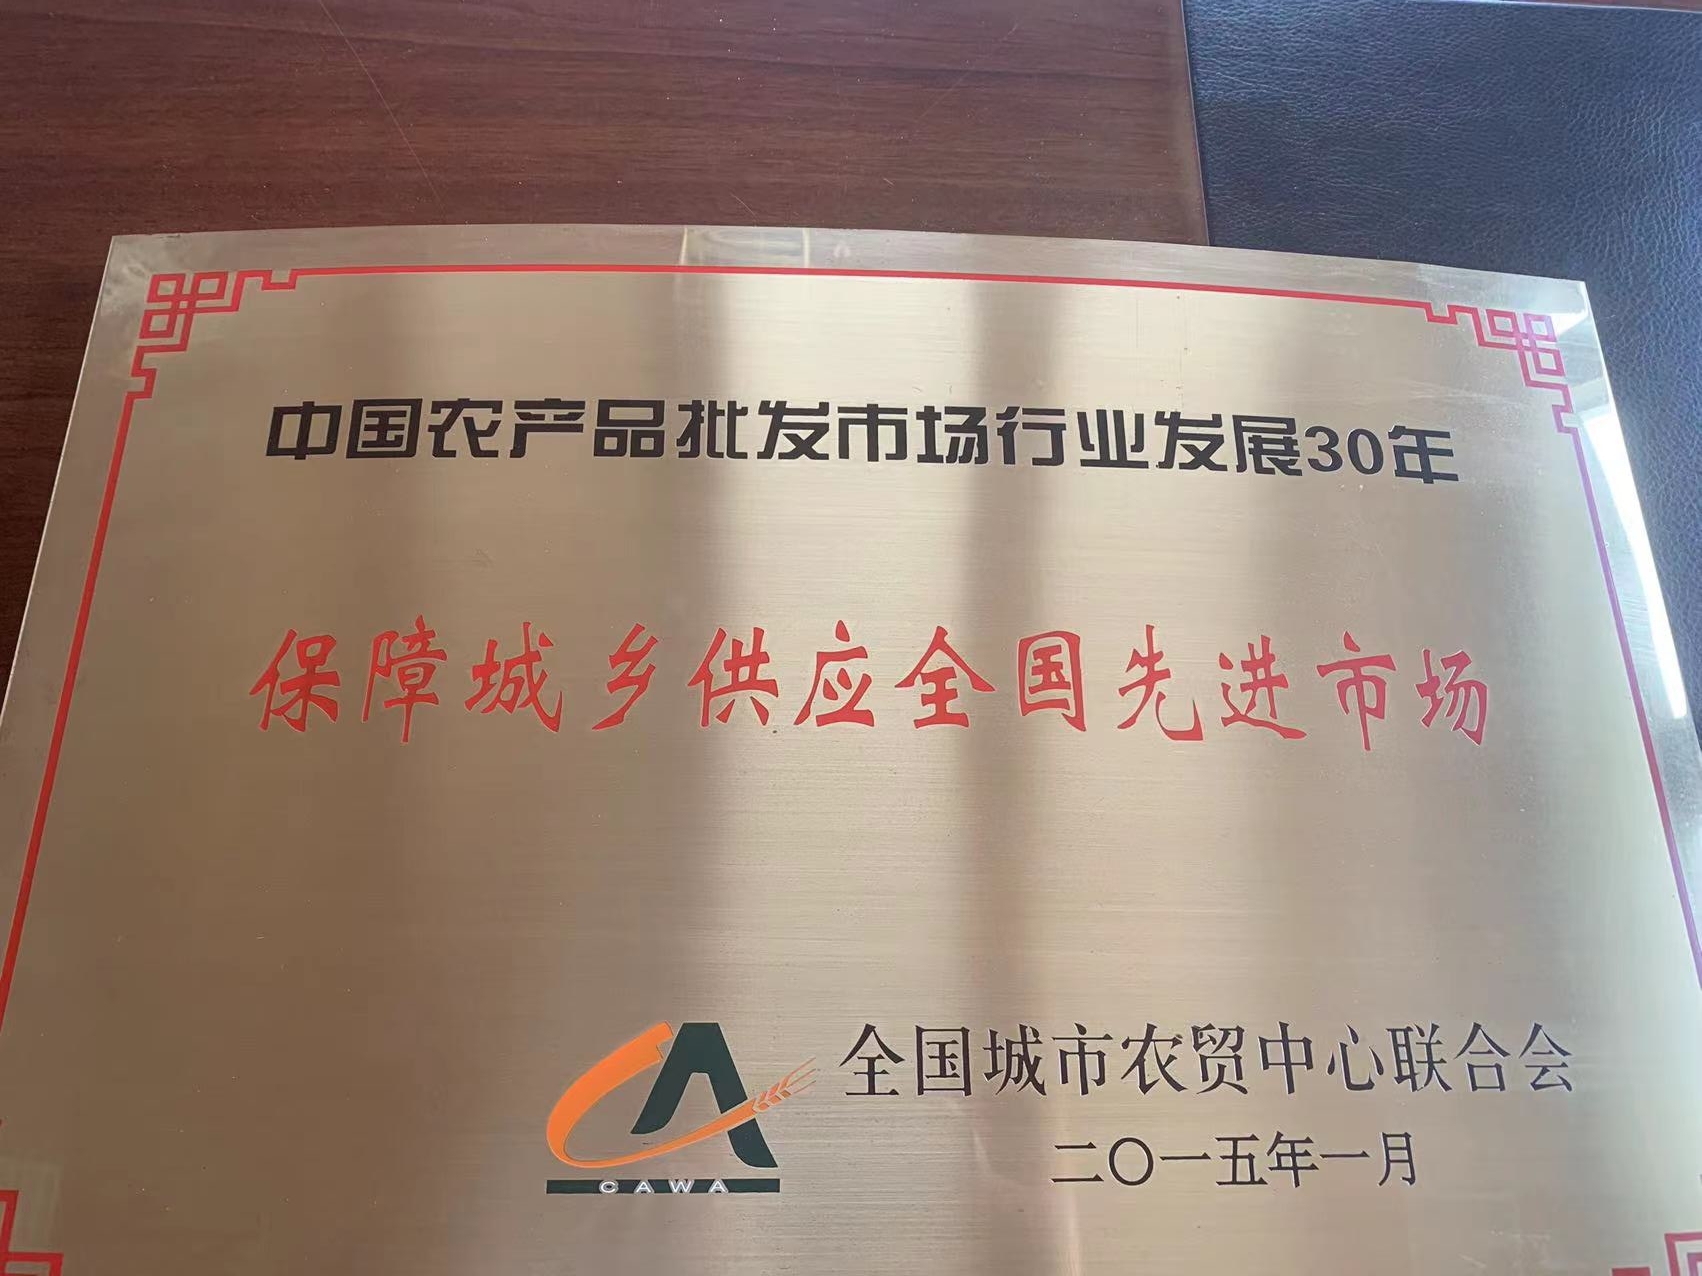 中国农产品批发市场行业发展30年
保障城乡供应全国先进市场
全国城市农贸中心联合会
CAWA
二〇一五年一月